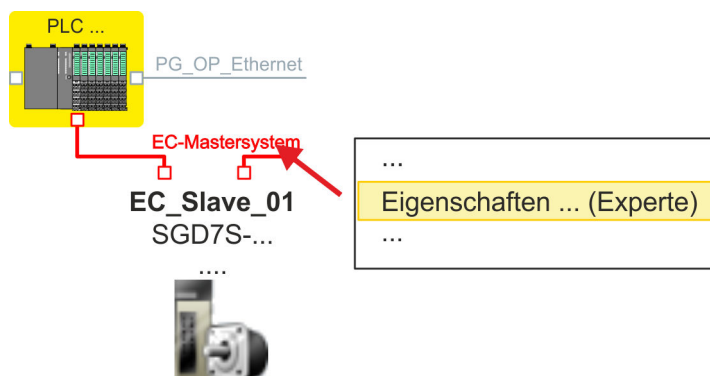 PLC ...
PG_OP_Ethernet
EC-Mastersystem
EC_Slave_01
SGD7S-...
....
...
Eigenschaften ... (Experte)
...